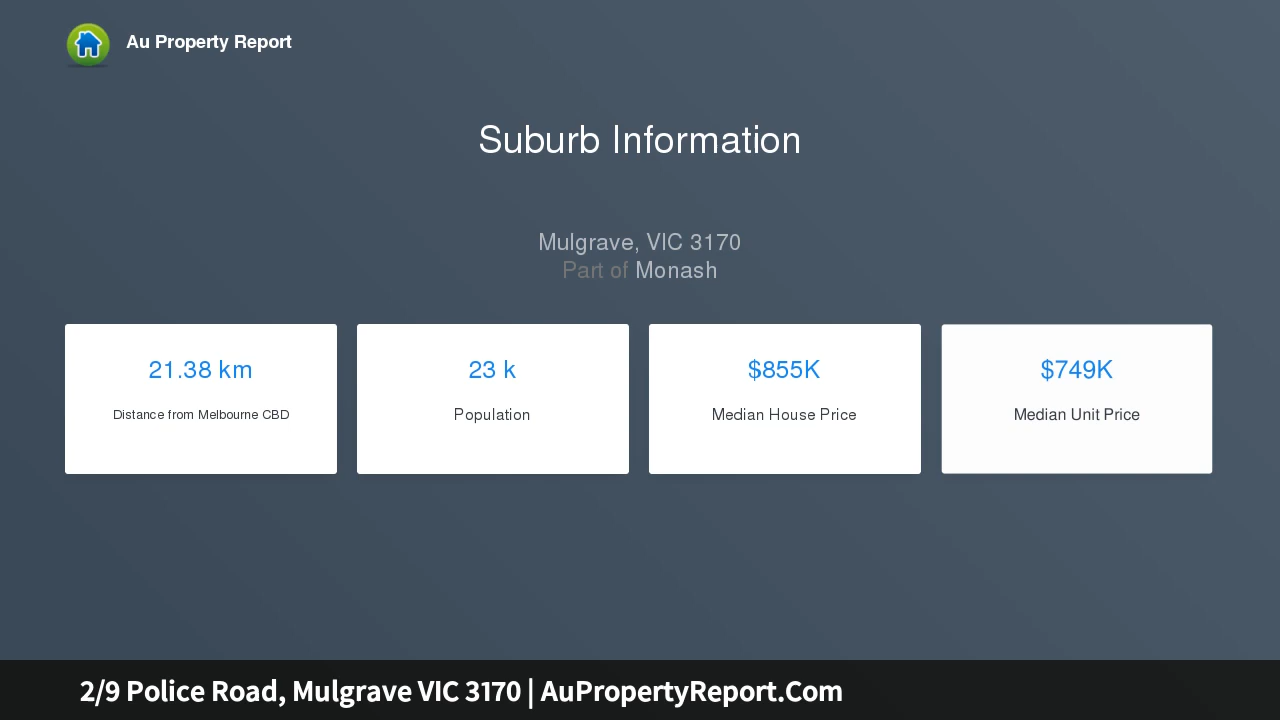 Au Property Report
Suburb Information
Mulgrave, VIC 3170
Part of Monash
21.38 km
Distance from Melbourne CBD
23 k
Population
$855K
Median House Price
$749K
Median Unit Price
2/9 Police Road, Mulgrave VIC 3170 | AuPropertyReport.Com